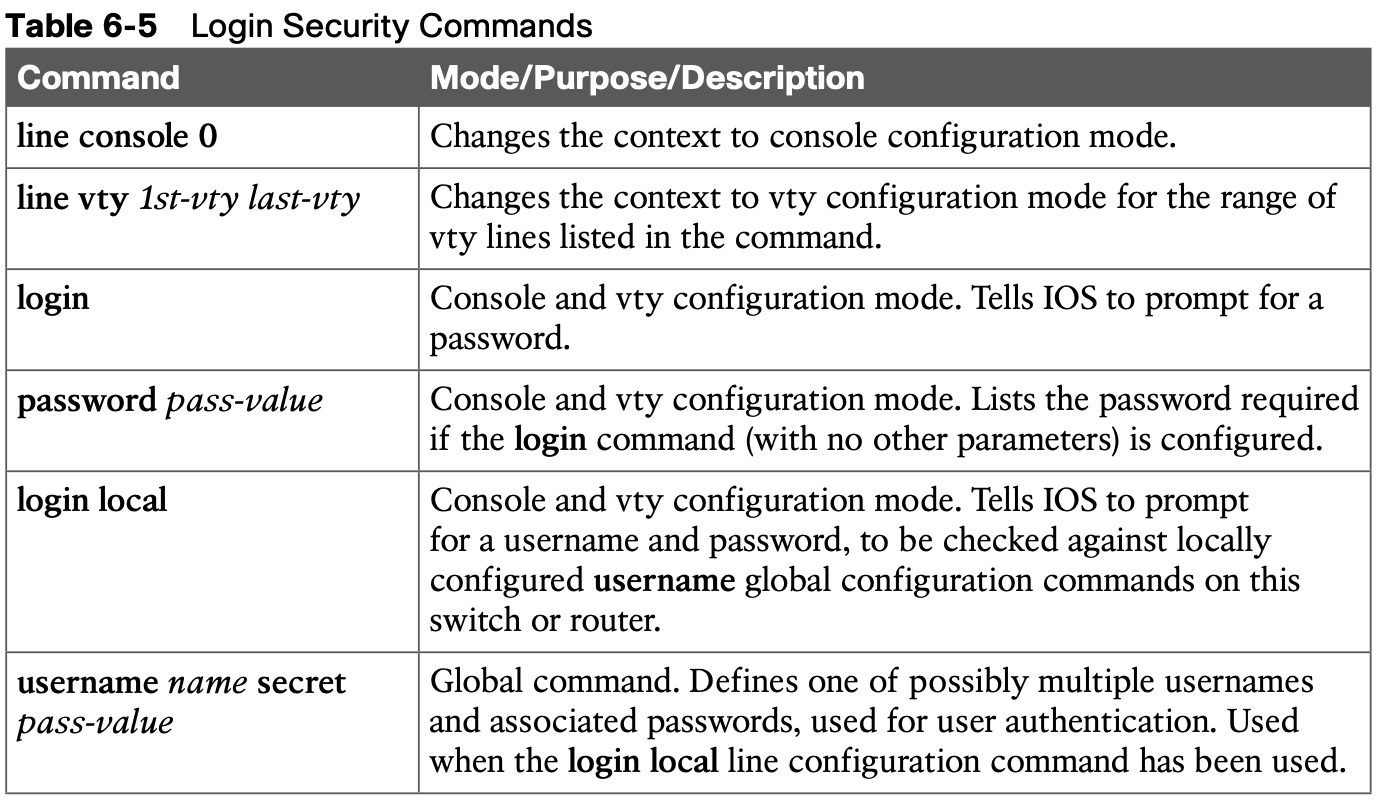 Table 6-5 Login Security Commands
Command Mode/Purpose/Description
line console 0 Changes the context to console configuration mode.
line vty 1st-vty last-vty Changes the context to vty configuration mode for the range of
vty lines listed in the command.
login Console and vty configuration mode. Tells IOS to prompt for a
password.
password pass-value Console and vty configuration mode. Lists the password required
if the login command (with no other parameters) is configured.
login local Console and vty configuration mode. Tells IOS to prompt
for a username and password, to be checked against locally
configured username global configuration commands on this
switch or router.
username name secret Global command. Defines one of possibly multiple usernames
pass-value and associated passwords, used for user authentication. Used
when the login local line configuration command has been used.